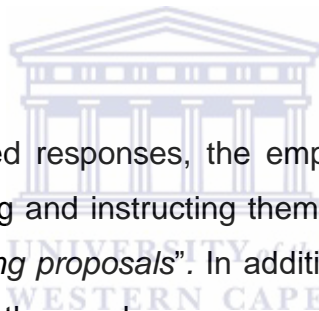 ed responses, the emp
g and instructing them
UNIVERSITY of the
ng proposals". In additi
WESTERN CAPE